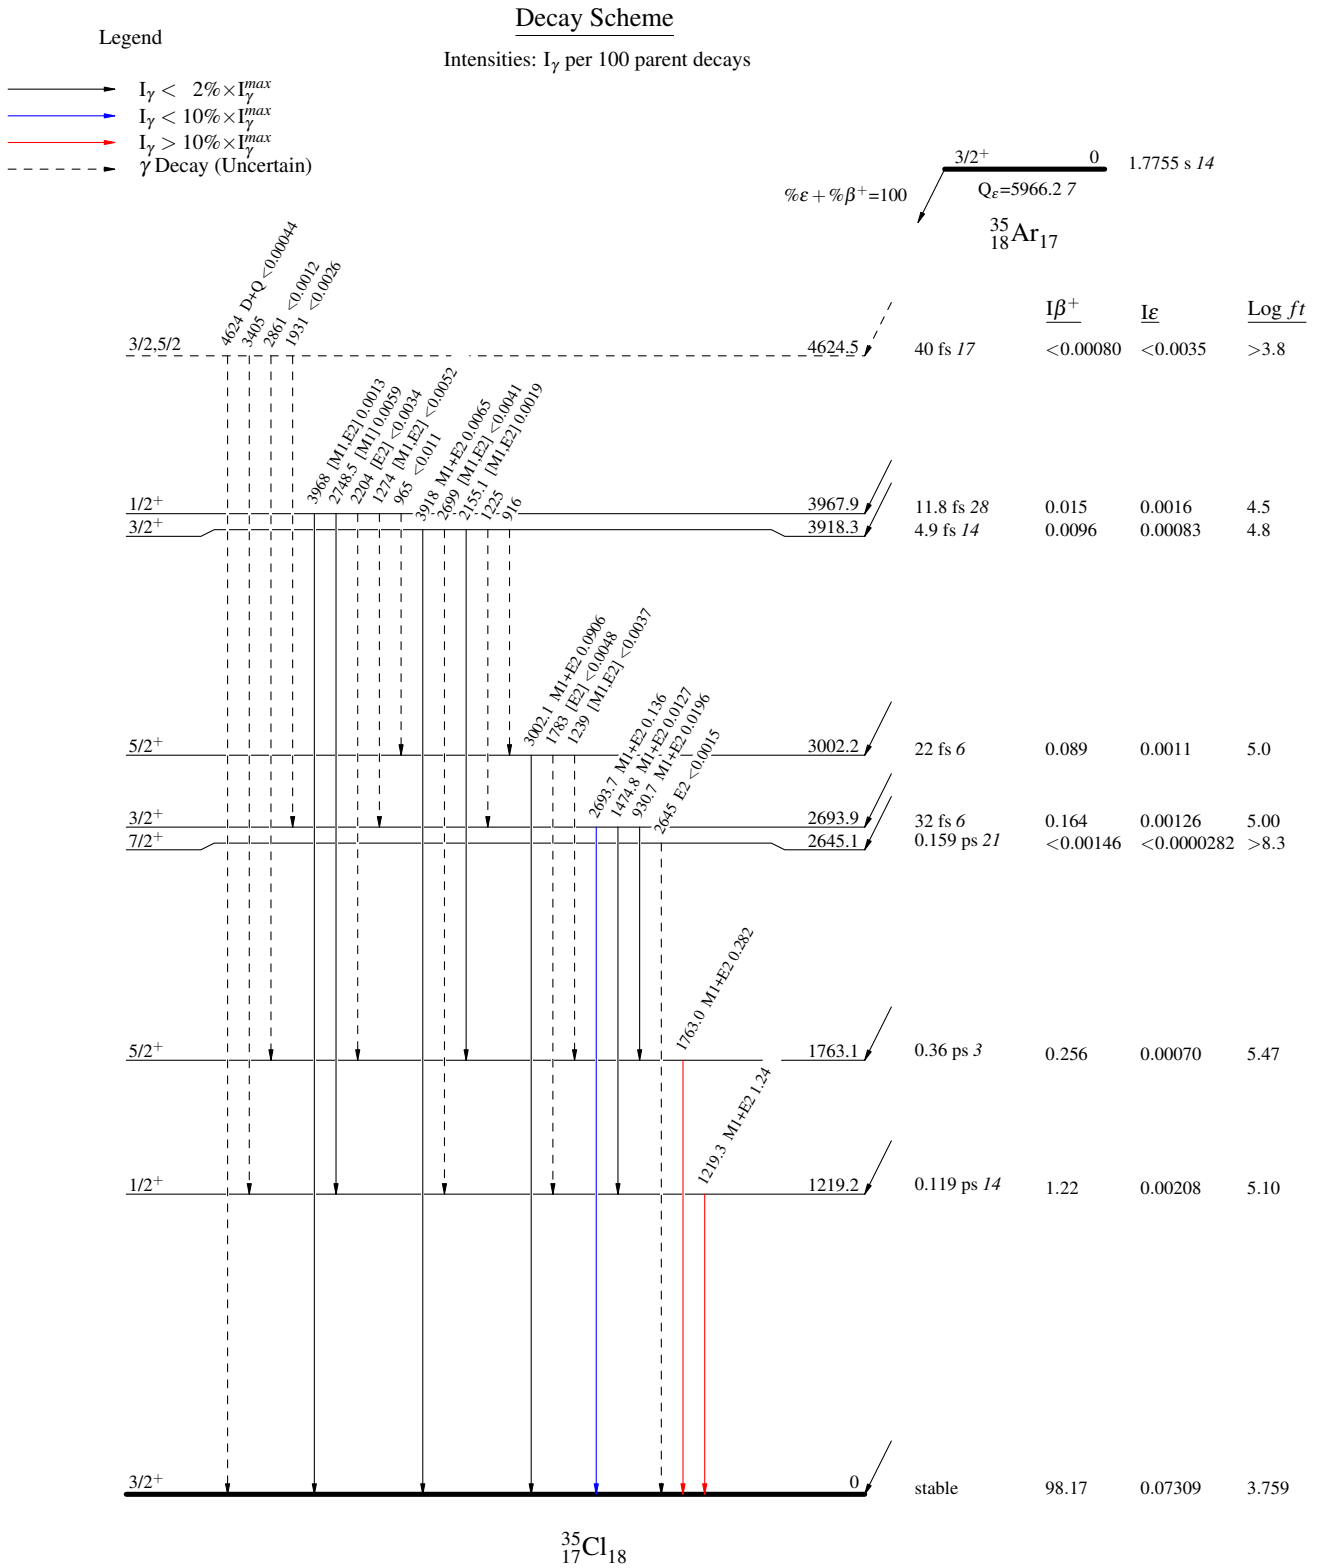 Decay Scheme
Intensities: Iγ per 100 parent decays
Legend
Iγ < 2%×Iγ^max
Iγ < 10%×Iγ^max
Iγ > 10%×Iγ^max
γ Decay (Uncertain)
3/2+ 0 1.7755 s 14
%ε + %β+=100
Qε=5966.2 7
35 18 Ar 17
Iβ+ Iε Log ft
4624 D+Q <0.00044
3405
2861 <0.0012
1931 <0.0026
3/2,5/2 4624.5 40 fs 17 <0.00080 <0.0035 >3.8
3968 [M1,E2] 0.0013
2748.5 [M1] 0.0059
2204 [E2] <0.0034
1274 [M1,E2] <0.0052
965 <0.011
3918 M1+E2 0.0065
2699 [M1,E2] <0.0041
2155.1 [M1,E2] 0.0019
1225
916
1/2+ 3967.9 11.8 fs 28 0.015 0.0016 4.5
3/2+ 3918.3 4.9 fs 14 0.0096 0.00083 4.8
3002.1 M1+E2 0.0906
1783 [E2] <0.0048
1239 [M1,E2] <0.0037
5/2+ 3002.2 22 fs 6 0.089 0.0011 5.0
2693.7 M1+E2 0.136
1474.8 M1+E2 0.0127
930.7 M1+E2 0.0196
2645 E2 <0.0015
3/2+ 2693.9 32 fs 6 0.164 0.00126 5.00
7/2+ 2645.1 0.159 ps 21 <0.00146 <0.0000282 >8.3
1763.0 M1+E2 0.282
5/2+ 1763.1 0.36 ps 3 0.256 0.00070 5.47
1219.3 M1+E2 1.24
1/2+ 1219.2 0.119 ps 14 1.22 0.00208 5.10
3/2+ 0 stable 98.17 0.07309 3.759
35 17 Cl 18